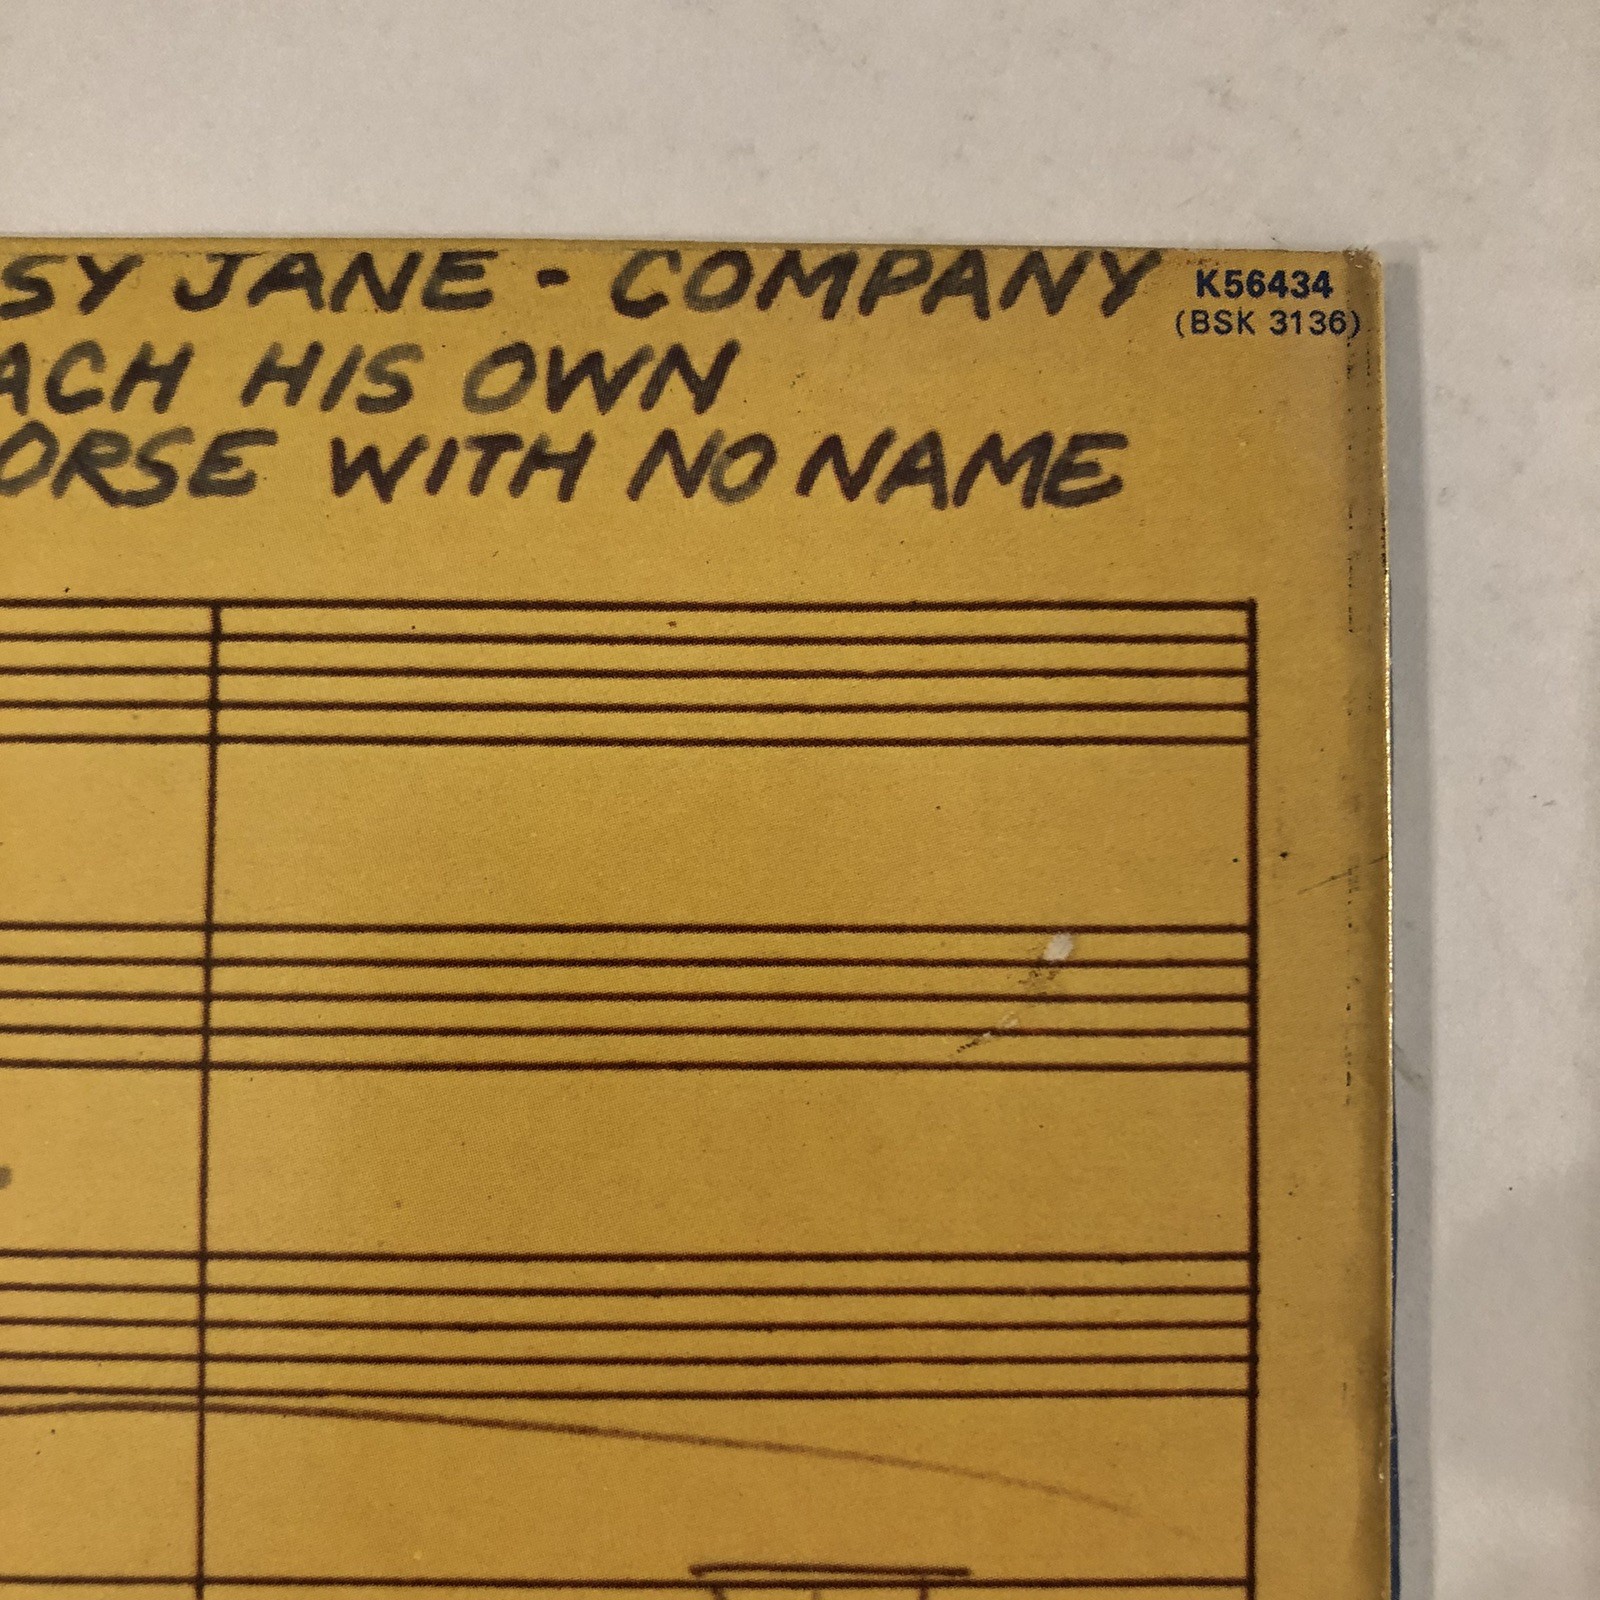 SY JANE - COMPANY
K56434
(BSK 3136)
ACH HIS OWN
ORSE WITH NO NAME